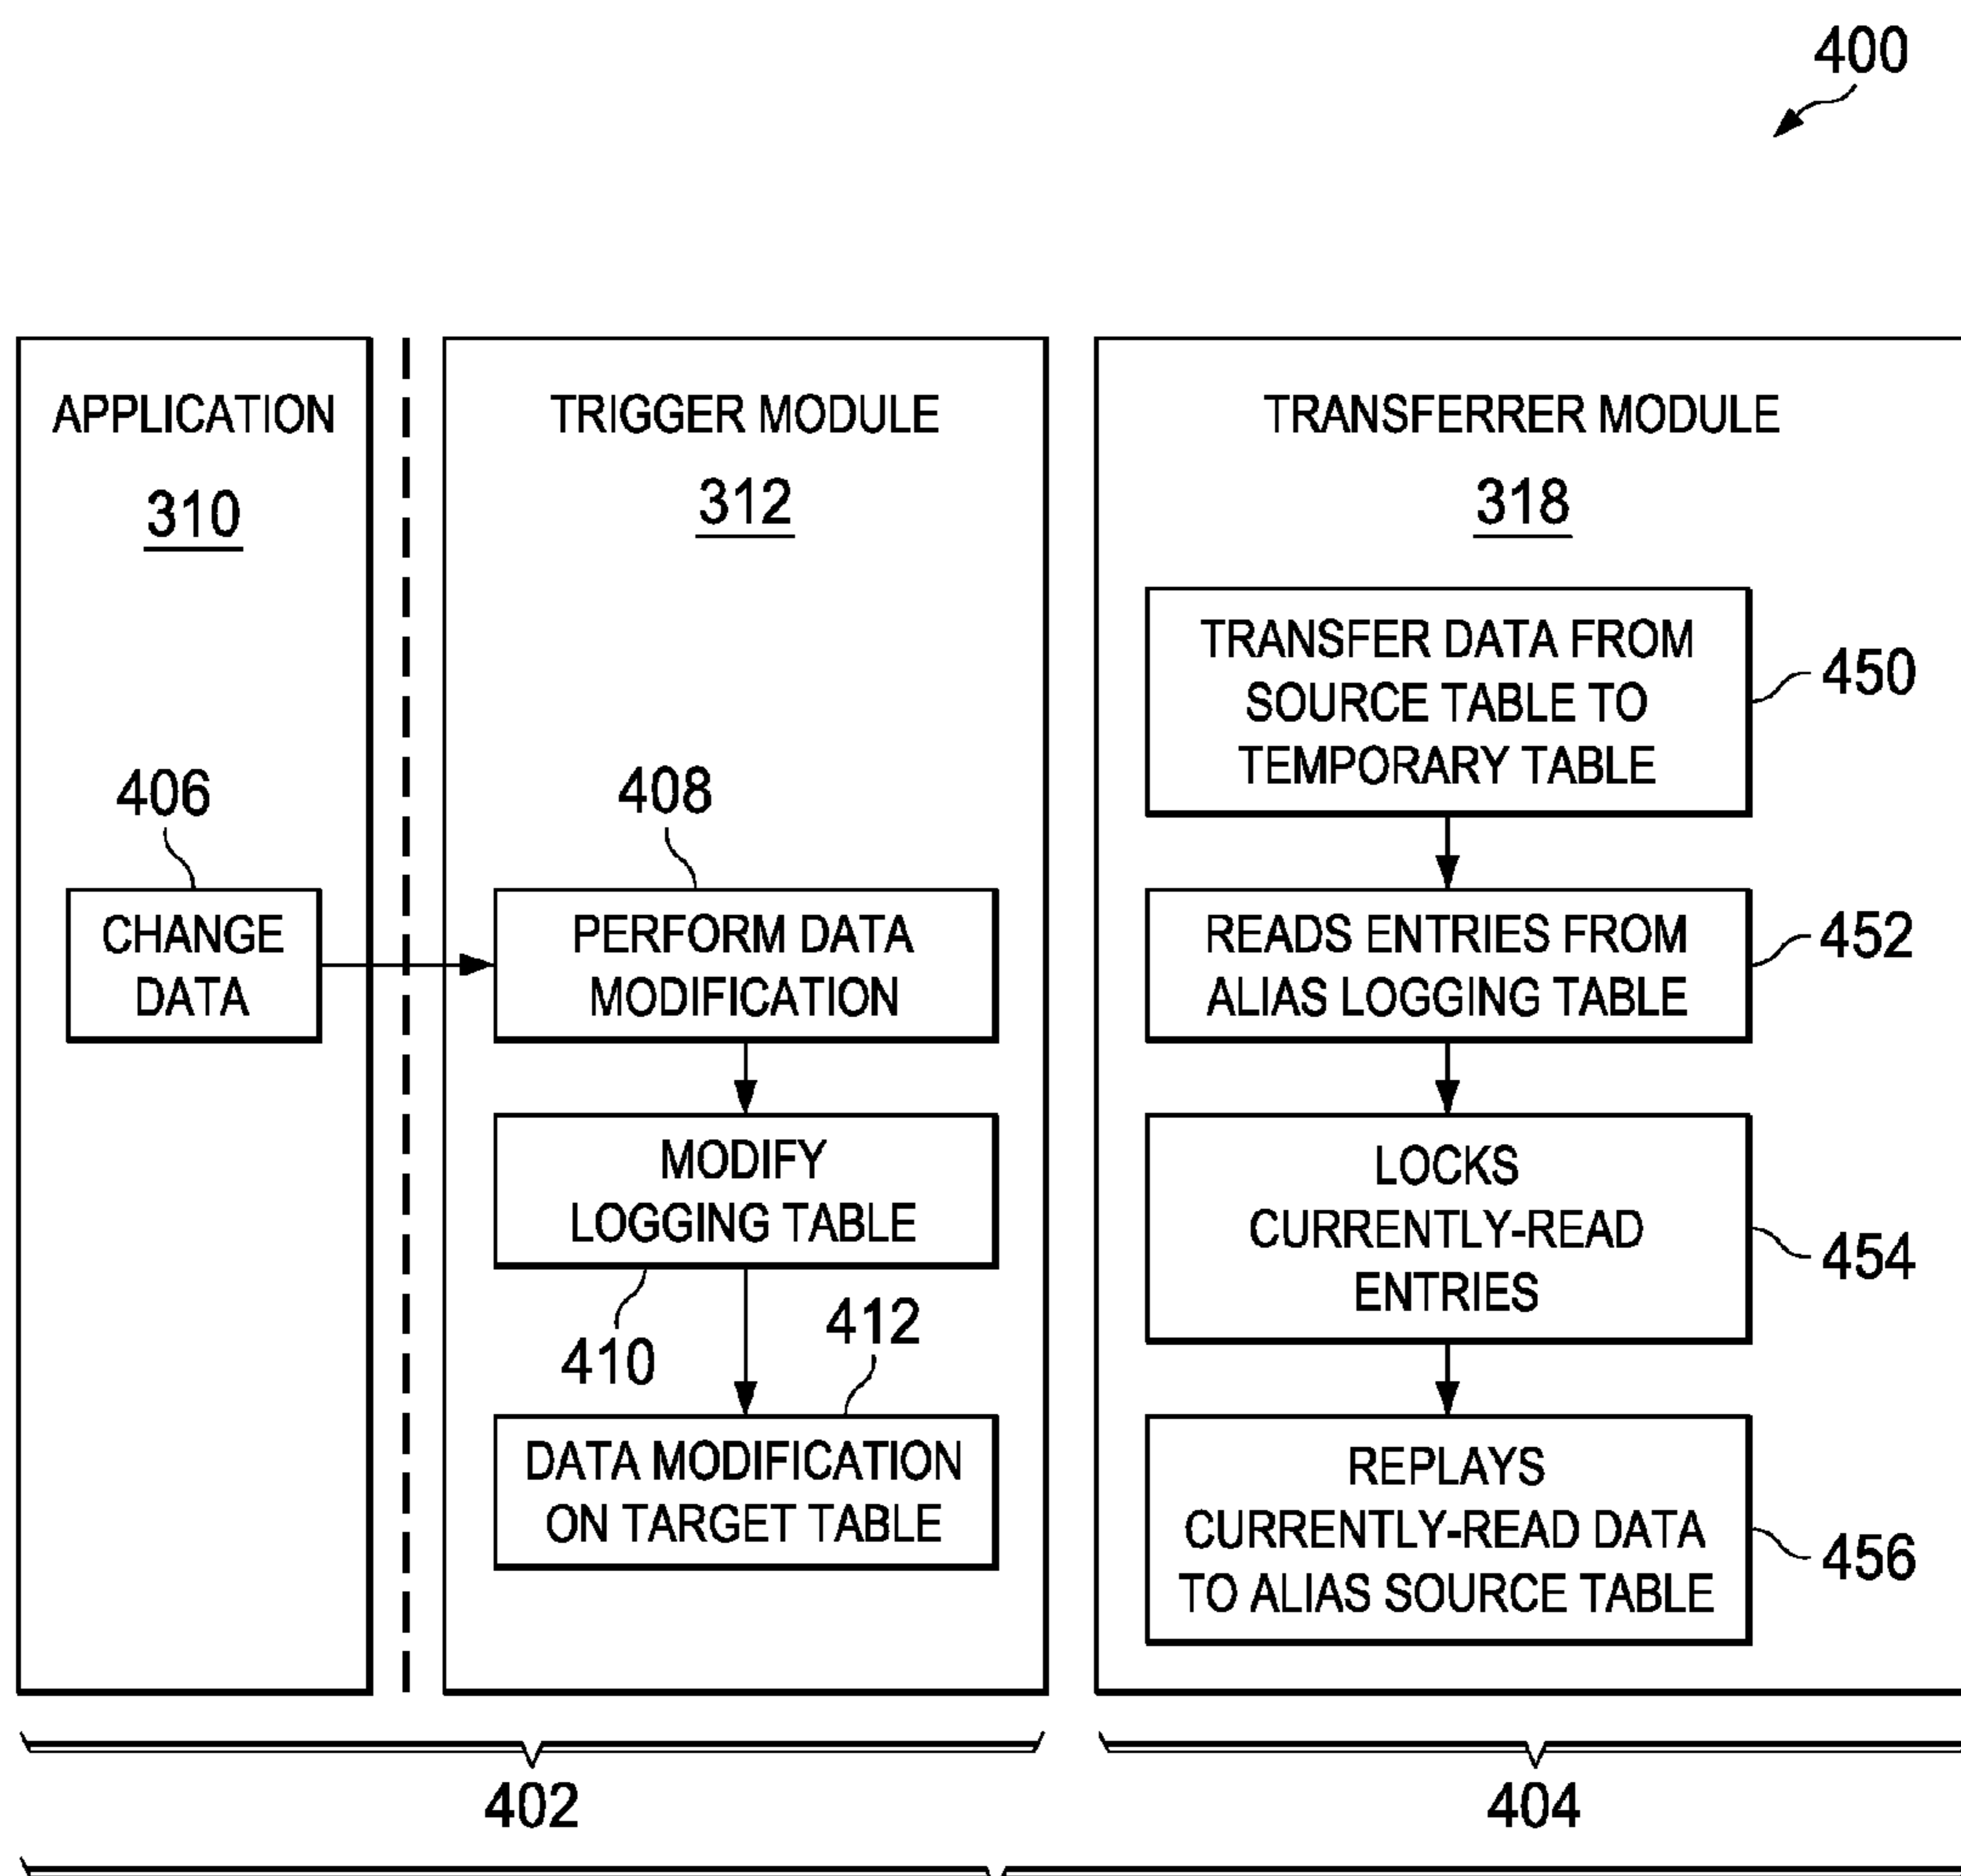 400
APPLICATION
310
406
CHANGE
DATA
TRIGGER MODULE
312
408
PERFORM DATA
MODIFICATION
MODIFY
LOGGING TABLE
410
412
DATA MODIFICATION
ON TARGET TABLE
TRANSFERRER MODULE
318
TRANSFER DATA FROM
SOURCE TABLE TO
TEMPORARY TABLE
450
READS ENTRIES FROM
ALIAS LOGGING TABLE
452
LOCKS
CURRENTLY-READ
ENTRIES
454
REPLAYS
CURRENTLY-READ DATA
TO ALIAS SOURCE TABLE
456
402
404